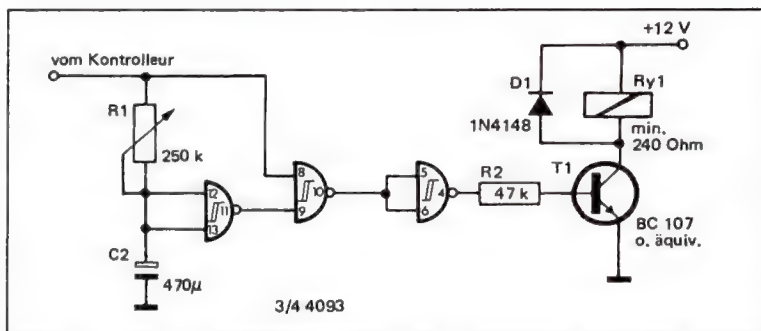 +12 V
vom Kontrolleur
D1
Ry1
R1
1N4148
min.
240 Ohm
250 k
8
10
9
5
4
6
R2
47 k
T1
12
11
13
BC 107
o. äquiv.
C2
470µ
3/4 4093